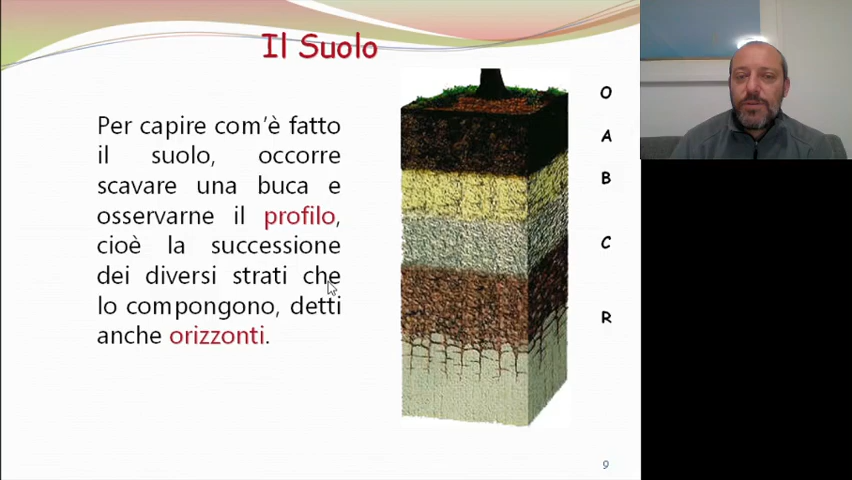 Il Suolo
Per capire com'è fatto
il suolo, occorre
scavare una buca e
osservarne il profilo,
cioè la successione
dei diversi strati che
lo compongono, detti
anche orizzonti.
O
A
B
C
R
9